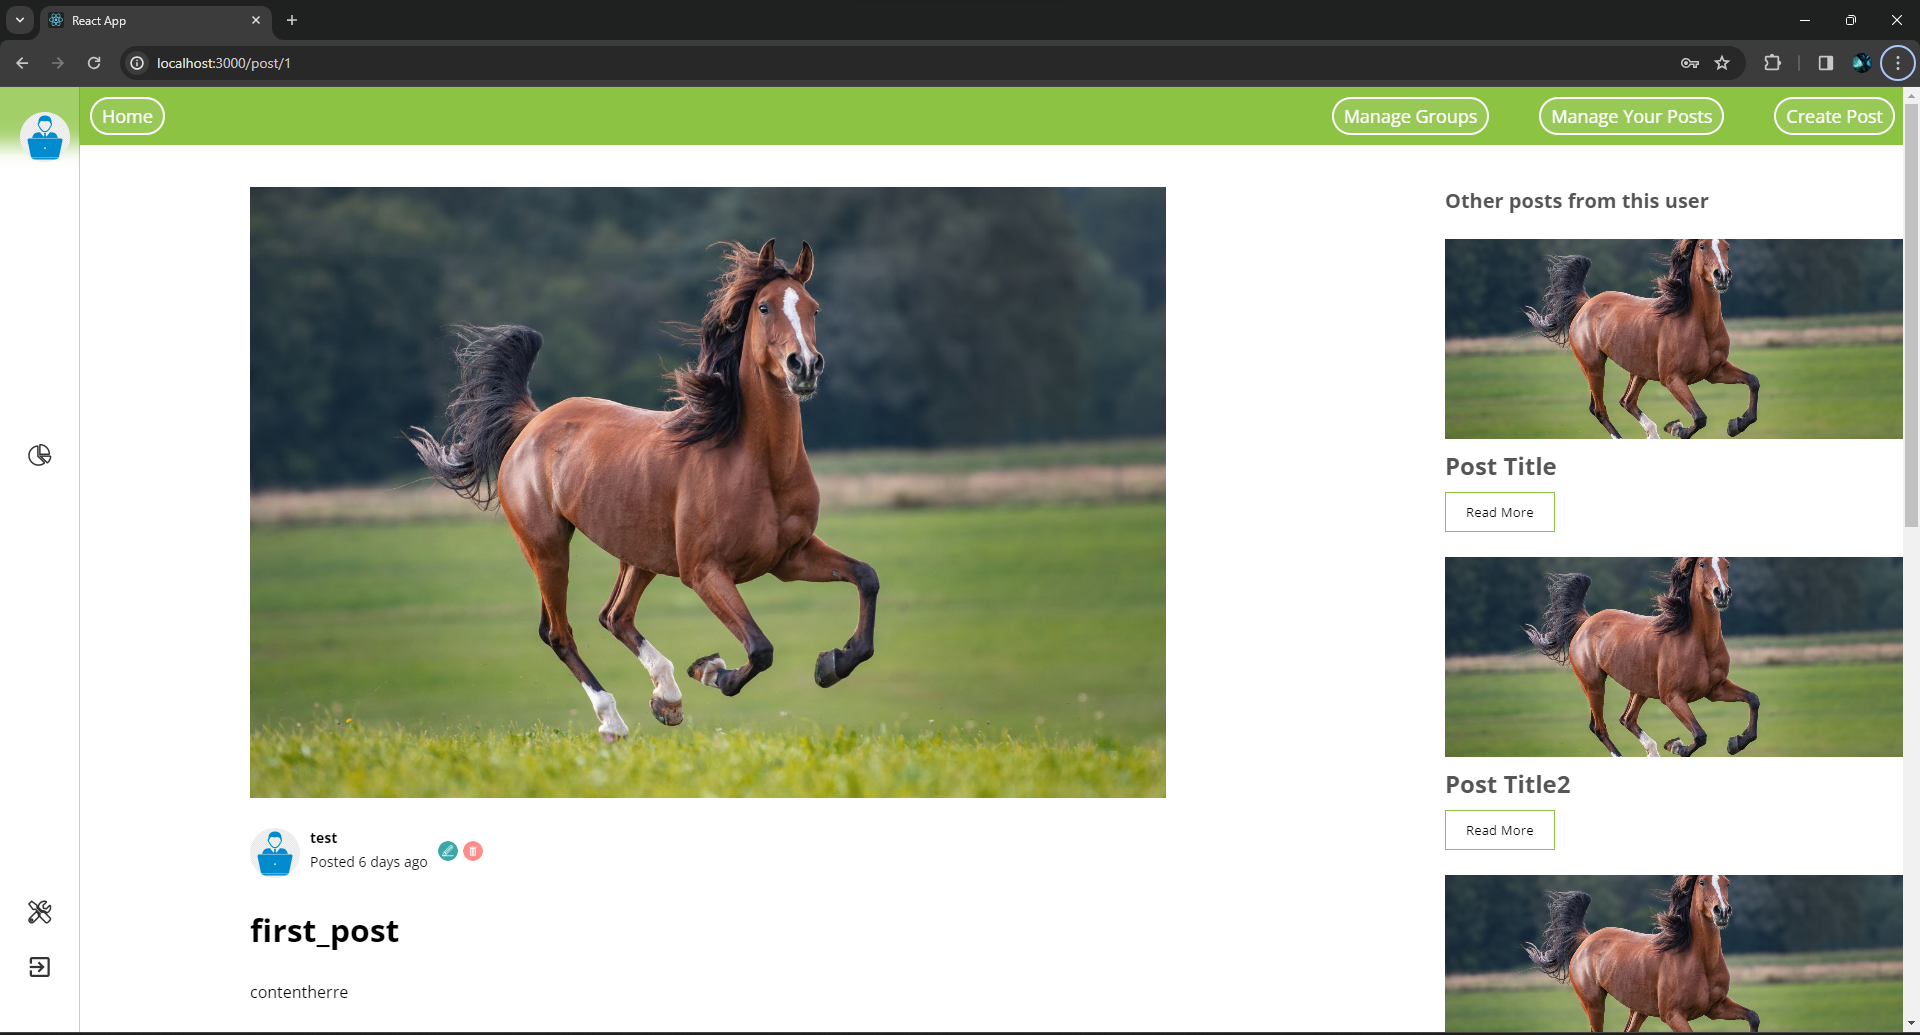 React App
localhost:3000/post/1
Home
Manage Groups
Manage Your Posts
Create Post
Other posts from this user
Post Title
Read More
Post Title2
Read More
test
Posted 6 days ago
first_post
contentherre